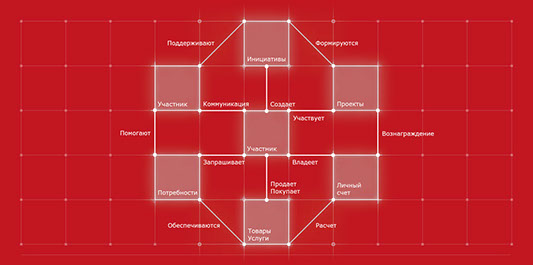 Поддерживают
Формируются
Инициативы
Участник
Коммуникация
Создает
Проекты
Участвует
Помогают
Вознаграждение
Участник
Запрашивает
Владеет
Потребности
Продает
Покупает
Личный
счет
Обеспечиваются
Товары
Услуги
Расчет